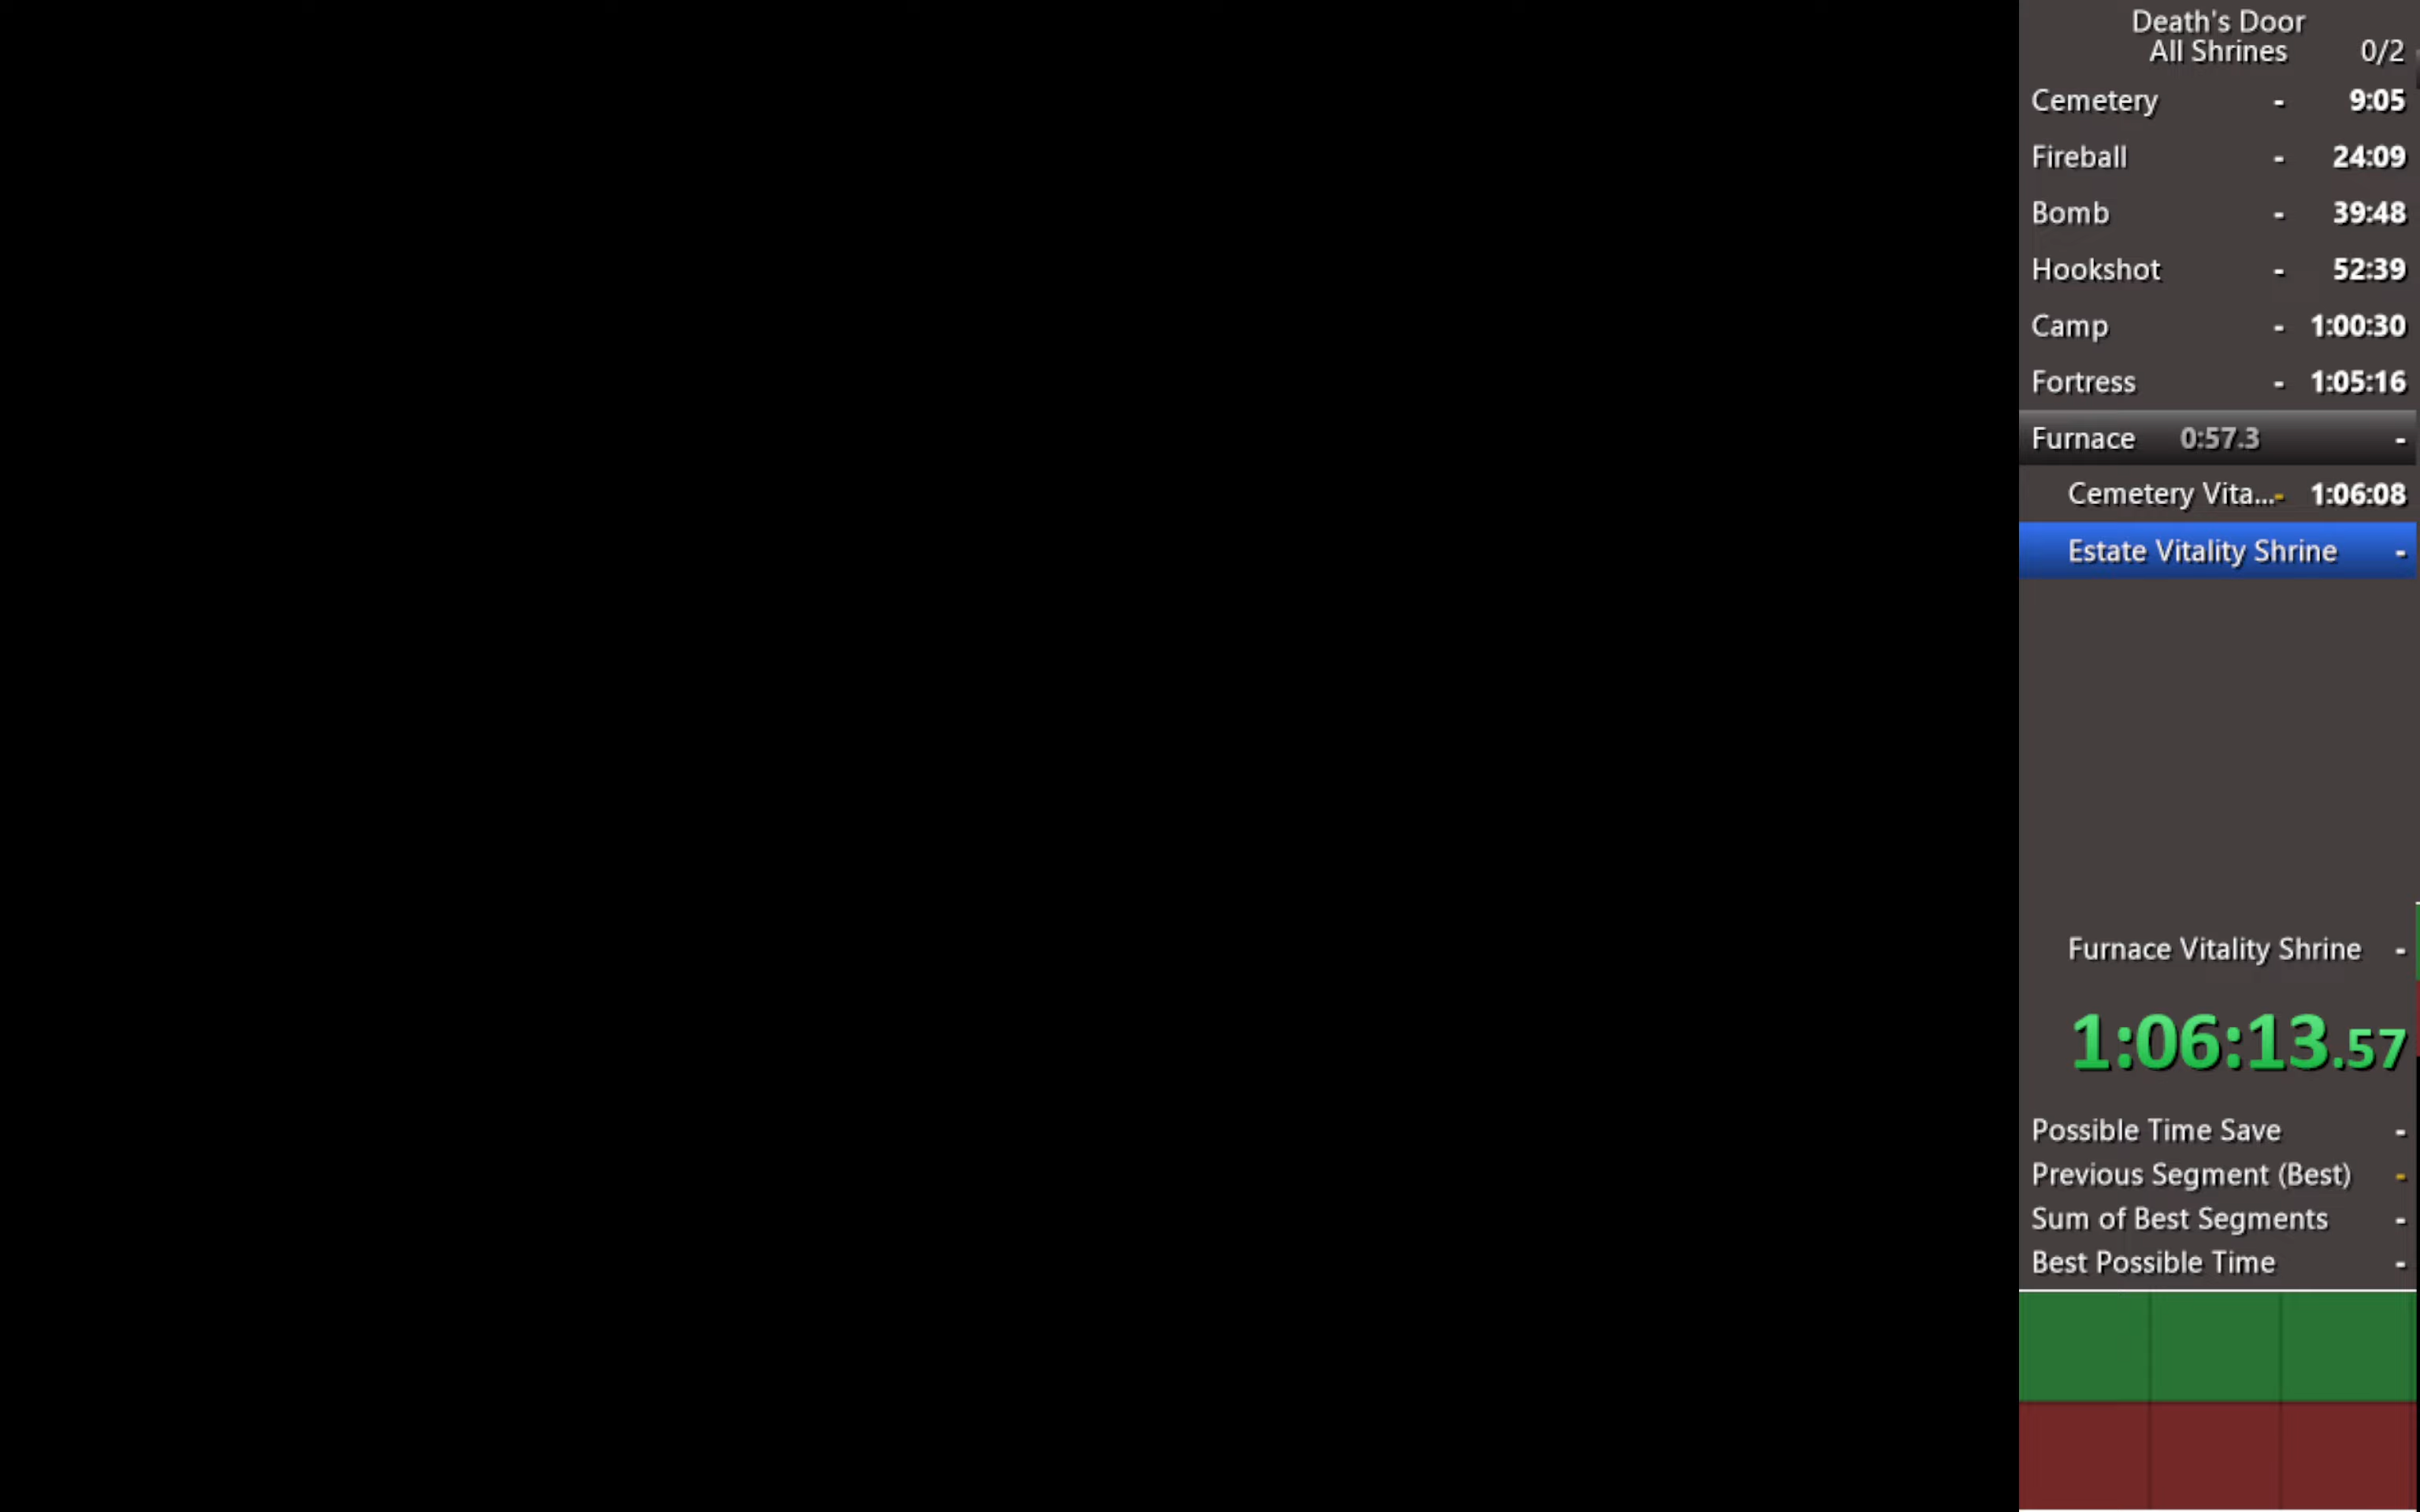 Death's Door
All Shrines 0/2
Cemetery - 9:05
Fireball - 24:09
Bomb - 39:48
Hookshot - 52:39
Camp - 1:00:30
Fortress - 1:05:16
Furnace 0:57.3 -
Cemetery Vita...- 1:06:08
Estate Vitality Shrine -
Furnace Vitality Shrine -
1:06:13.57
Possible Time Save -
Previous Segment (Best) -
Sum of Best Segments -
Best Possible Time -